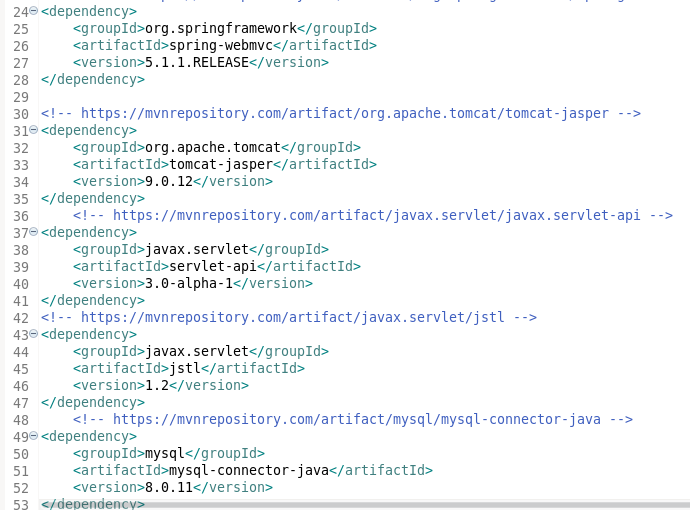 24 <dependency>
25 <groupId>org.springframework</groupId>
26 <artifactId>spring-webmvc</artifactId>
27 <version>5.1.1.RELEASE</version>
28 </dependency>
29
30 <!-- https://mvnrepository.com/artifact/org.apache.tomcat/tomcat-jasper -->
31 <dependency>
32 <groupId>org.apache.tomcat</groupId>
33 <artifactId>tomcat-jasper</artifactId>
34 <version>9.0.12</version>
35 </dependency>
36 <!-- https://mvnrepository.com/artifact/javax.servlet/javax.servlet-api -->
37 <dependency>
38 <groupId>javax.servlet</groupId>
39 <artifactId>servlet-api</artifactId>
40 <version>3.0-alpha-1</version>
41 </dependency>
42 <!-- https://mvnrepository.com/artifact/javax.servlet/jstl -->
43 <dependency>
44 <groupId>javax.servlet</groupId>
45 <artifactId>jstl</artifactId>
46 <version>1.2</version>
47 </dependency>
48 <!-- https://mvnrepository.com/artifact/mysql/mysql-connector-java -->
49 <dependency>
50 <groupId>mysql</groupId>
51 <artifactId>mysql-connector-java</artifactId>
52 <version>8.0.11</version>
53 </dependency>